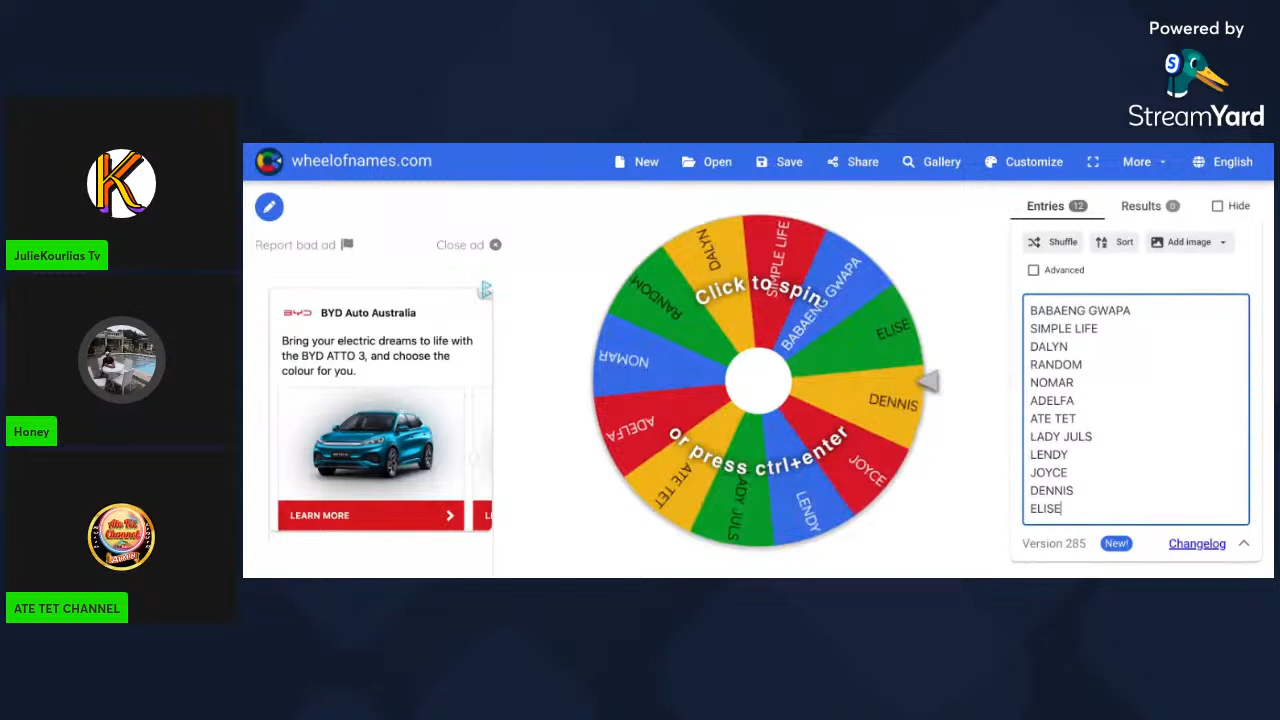 Powered by
StreamYard
JulieKourlias Tv
Honey
Ate Tet
Channel
ATE TET CHANNEL
wheelofnames.com
New
Open
Save
Share
Gallery
Customize
More
English
Report bad ad
Close ad
BYD BYD Auto Australia
Bring your electric dreams to life with
the BYD ATTO 3, and choose the
colour for you.
LEARN MORE
Click to spin
or press ctrl+enter
SIMPLE LIFE
BABAENG GWAPA
ELISE
DENNIS
JOYCE
LENDY
LADY JULS
ATE TET
ADELFA
NOMAR
RANDOM
DALYN
Entries 12
Results 0
Hide
Shuffle
Sort
Add image
Advanced
BABAENG GWAPA
SIMPLE LIFE
DALYN
RANDOM
NOMAR
ADELFA
ATE TET
LADY JULS
LENDY
JOYCE
DENNIS
ELISE
Version 285
New!
Changelog